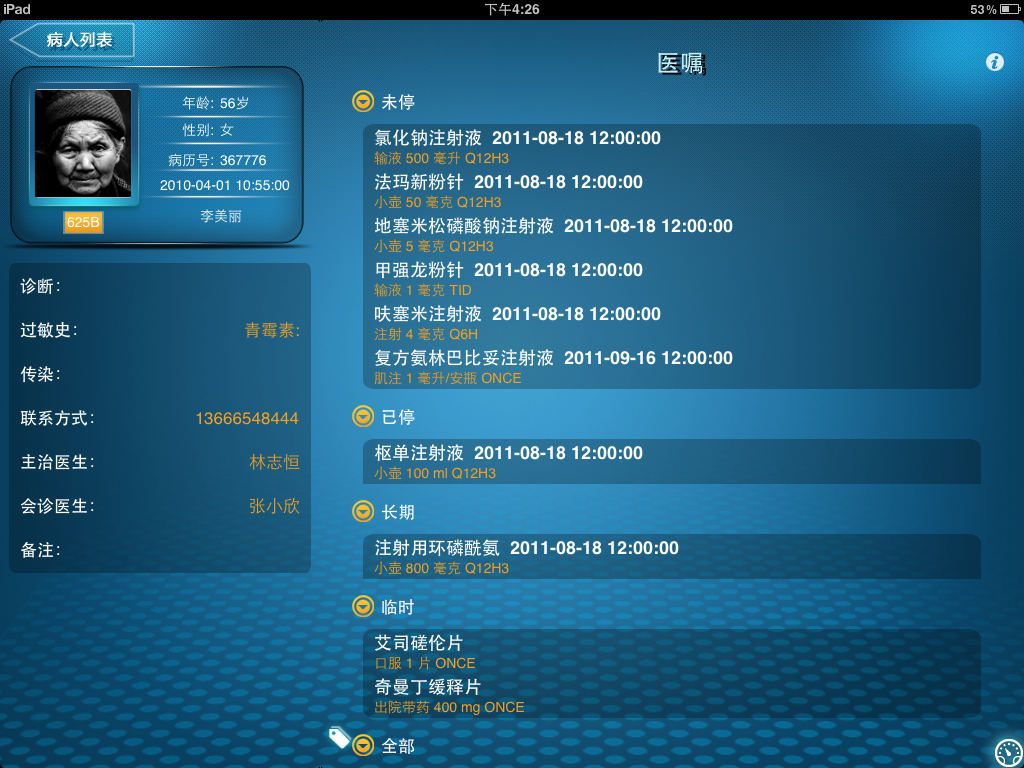 iPad
下午4:26
53%
病人列表
年龄: 56岁
性别: 女
病历号: 367776
2010-04-01 10:55:00
625B
李美丽
诊断:
过敏史: 青霉素:
传染:
联系方式: 13666548444
主治医生: 林志恒
会诊医生: 张小欣
备注:
医嘱
未停
氯化钠注射液 2011-08-18 12:00:00
输液 500 毫升 Q12H3
法玛新粉针 2011-08-18 12:00:00
小壶 50 毫克 Q12H3
地塞米松磷酸钠注射液 2011-08-18 12:00:00
小壶 5 毫克 Q12H3
甲强龙粉针 2011-08-18 12:00:00
输液 1 毫克 TID
呋塞米注射液 2011-08-18 12:00:00
注射 4 毫克 Q6H
复方氨林巴比妥注射液 2011-09-16 12:00:00
肌注 1 毫升/安瓶 ONCE
已停
枢单注射液 2011-08-18 12:00:00
小壶 100 ml Q12H3
长期
注射用环磷酰氨 2011-08-18 12:00:00
小壶 800 毫克 Q12H3
临时
艾司磋伦片
口服 1 片 ONCE
奇曼丁缓释片
出院带药 400 mg ONCE
全部